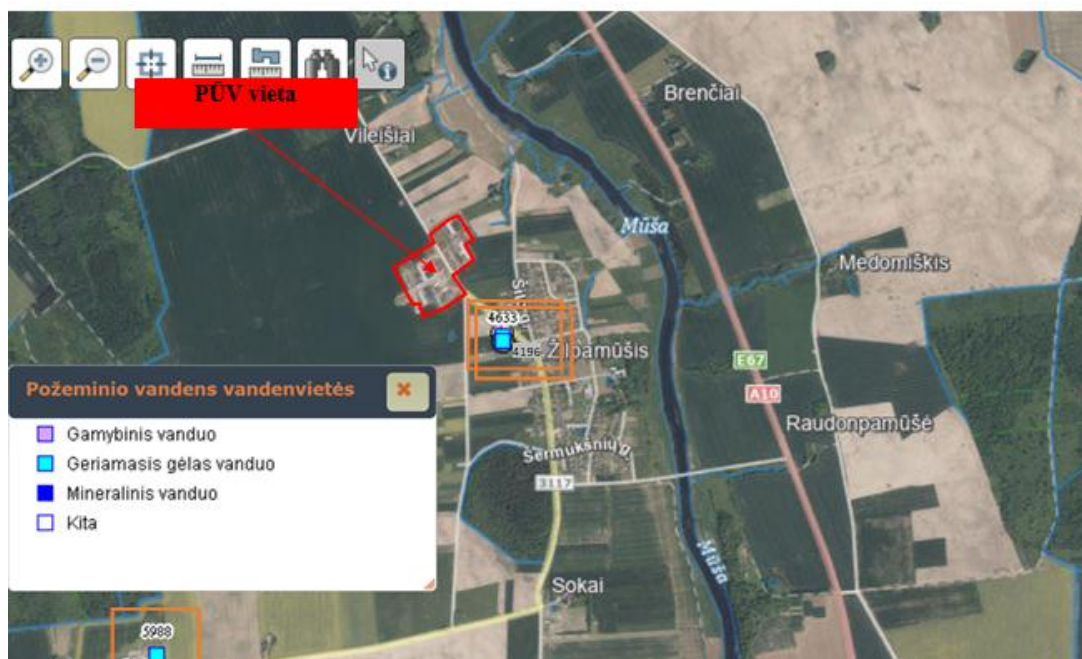 PŪV vieta
Brenčiai
Vileišiai
Mūša
Medomiškis
4633
4196
Žilpamūšis
E67
A10
Požeminio vandens vandenvietės
Gamybinis vanduo
Geriamasis gėlas vanduo
Mineralinis vanduo
Kita
Raudonpamūšė
Šermukšnių g.
3117
Mūša
Sokai
5988